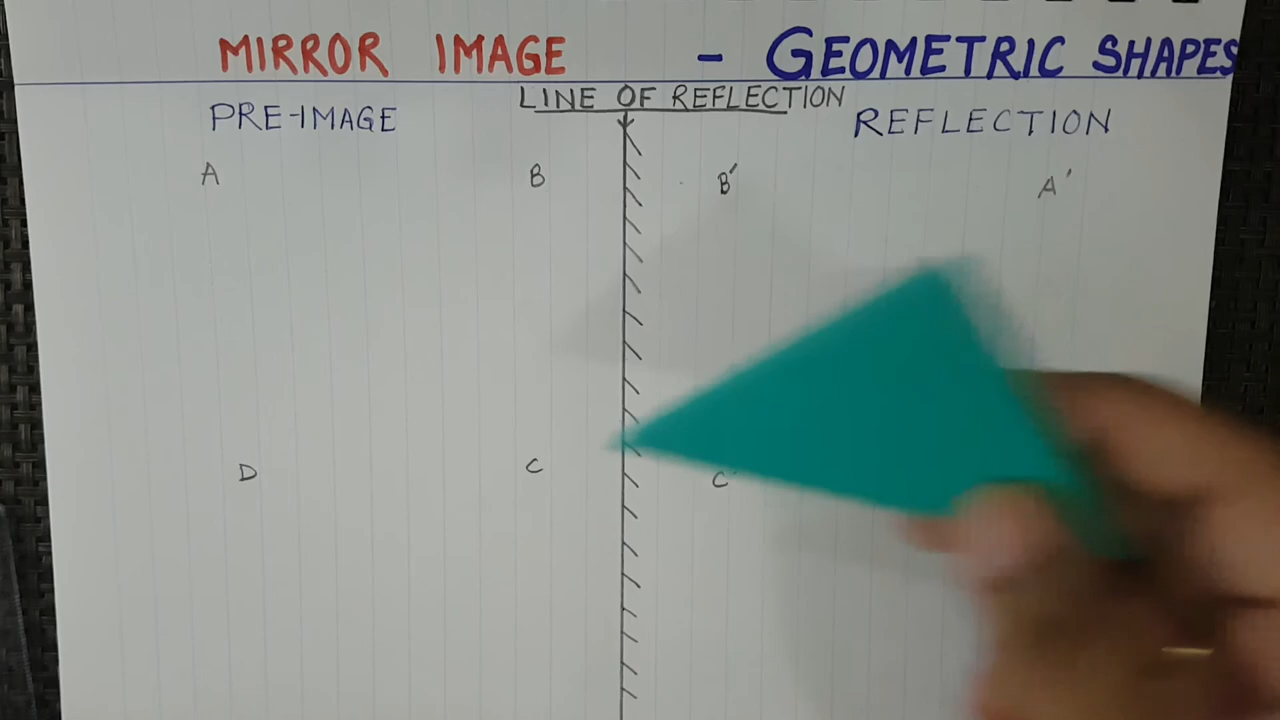 MIRROR IMAGE - GEOMETRIC SHAPES
LINE OF REFLECTION
PRE-IMAGE REFLECTION
A B B′ A′
D C C′